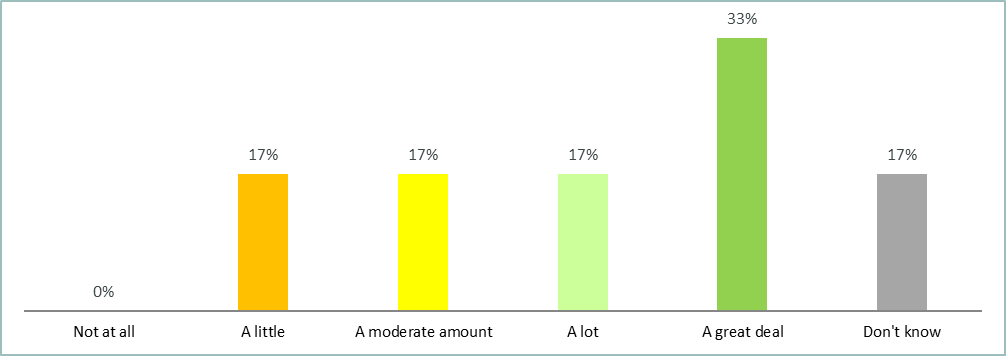 33%
17%
17%
17%
17%
0%
Not at all
A little
A moderate amount
A lot
A great deal
Don't know